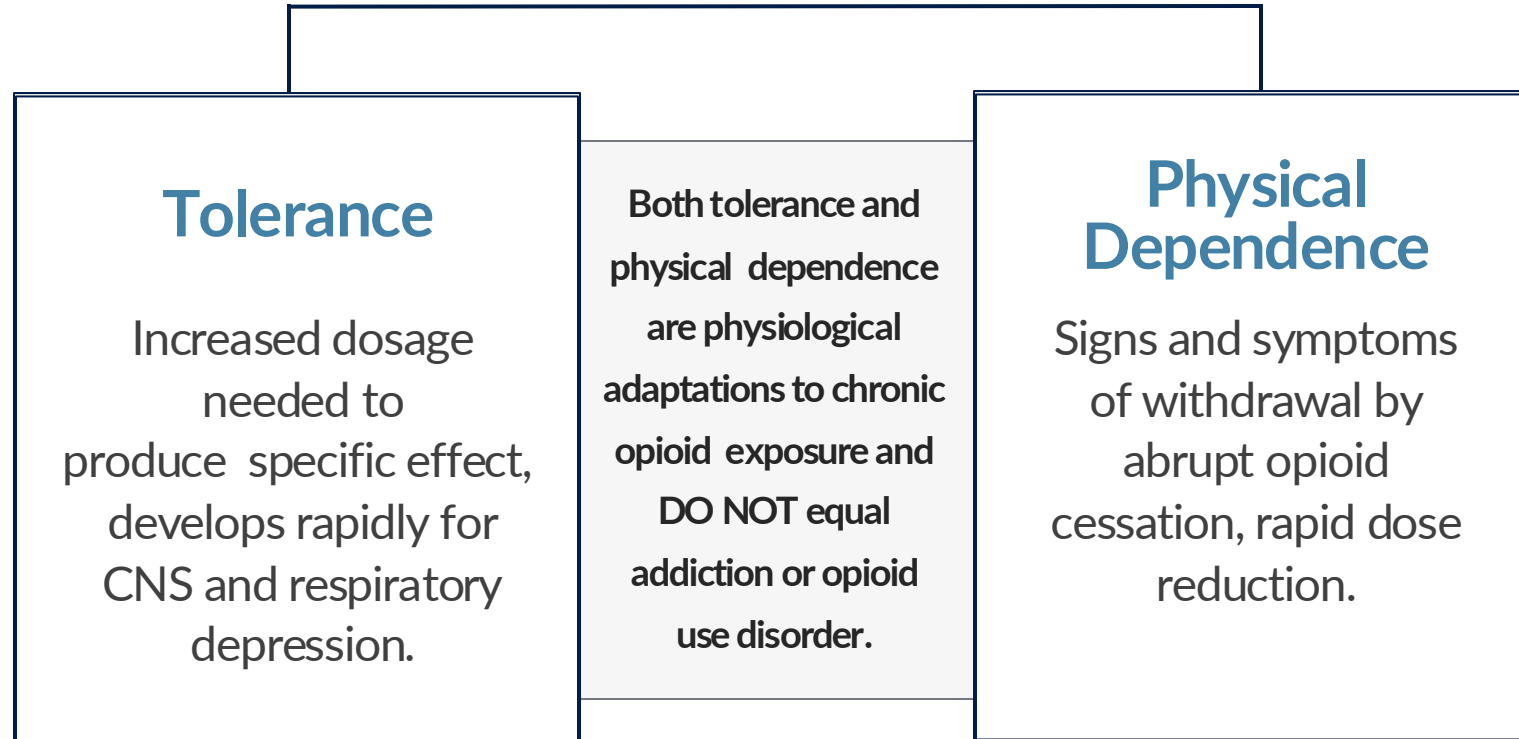 Tolerance
Increased dosage
needed to
produce specific effect,
develops rapidly for
CNS and respiratory
depression.
Both tolerance and
physical dependence
are physiological
adaptations to chronic
opioid exposure and
DO NOT equal
addiction or opioid
use disorder.
Physical
Dependence
Signs and symptoms
of withdrawal by
abrupt opioid
cessation, rapid dose
reduction.